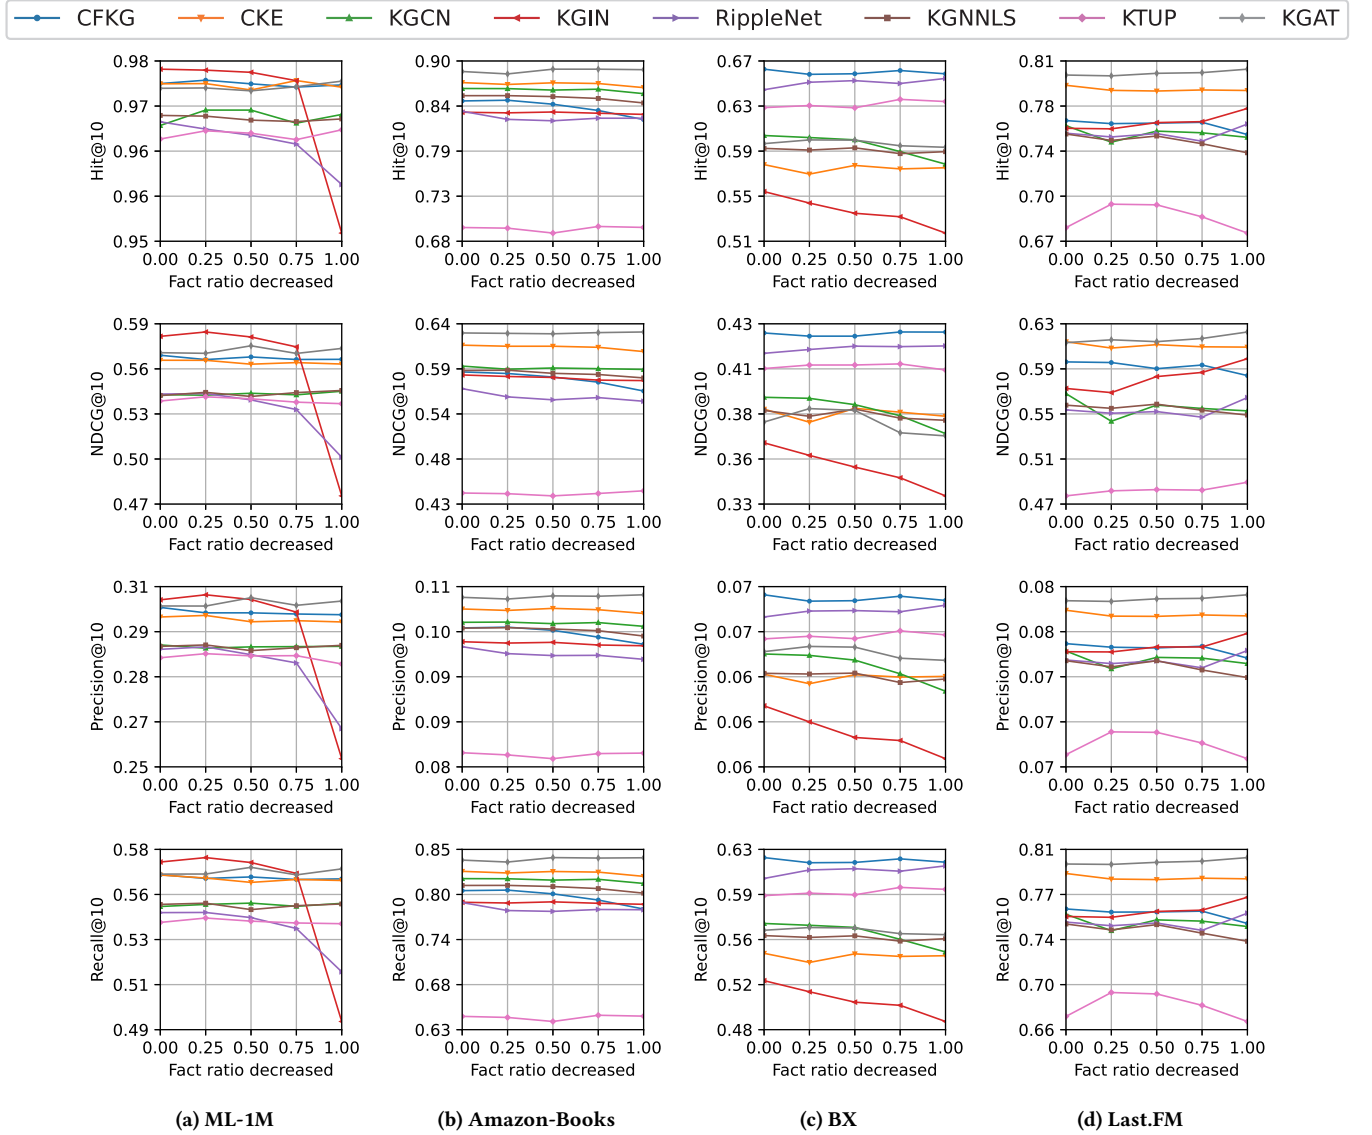 CFKG CKE KGCN KGIN RippleNet KGNNLS KTUP KGAT
0.98
0.97
0.96
0.96
0.95
Hit@10
0.00 0.25 0.50 0.75 1.00
Fact ratio decreased
0.90
0.84
0.79
0.73
0.68
Hit@10
0.00 0.25 0.50 0.75 1.00
Fact ratio decreased
0.67
0.63
0.59
0.55
0.51
Hit@10
0.00 0.25 0.50 0.75 1.00
Fact ratio decreased
0.81
0.78
0.74
0.70
0.67
Hit@10
0.00 0.25 0.50 0.75 1.00
Fact ratio decreased
0.59
0.56
0.53
0.50
0.47
NDCG@10
0.00 0.25 0.50 0.75 1.00
Fact ratio decreased
0.64
0.59
0.54
0.48
0.43
NDCG@10
0.00 0.25 0.50 0.75 1.00
Fact ratio decreased
0.43
0.41
0.38
0.36
0.33
NDCG@10
0.00 0.25 0.50 0.75 1.00
Fact ratio decreased
0.63
0.59
0.55
0.51
0.47
NDCG@10
0.00 0.25 0.50 0.75 1.00
Fact ratio decreased
0.31
0.29
0.28
0.27
0.25
Precision@10
0.00 0.25 0.50 0.75 1.00
Fact ratio decreased
0.11
0.10
0.09
0.09
0.08
Precision@10
0.00 0.25 0.50 0.75 1.00
Fact ratio decreased
0.07
0.07
0.06
0.06
0.06
Precision@10
0.00 0.25 0.50 0.75 1.00
Fact ratio decreased
0.08
0.08
0.07
0.07
0.07
Precision@10
0.00 0.25 0.50 0.75 1.00
Fact ratio decreased
0.58
0.56
0.53
0.51
0.49
Recall@10
0.00 0.25 0.50 0.75 1.00
Fact ratio decreased
0.85
0.80
0.74
0.68
0.63
Recall@10
0.00 0.25 0.50 0.75 1.00
Fact ratio decreased
0.63
0.59
0.56
0.52
0.48
Recall@10
0.00 0.25 0.50 0.75 1.00
Fact ratio decreased
0.81
0.77
0.74
0.70
0.66
Recall@10
0.00 0.25 0.50 0.75 1.00
Fact ratio decreased
(a) ML-1M
(b) Amazon-Books
(c) BX
(d) Last.FM